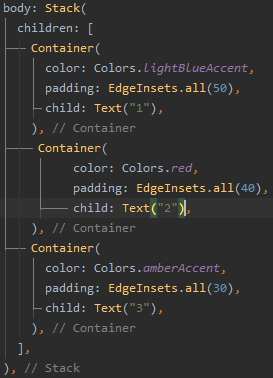 body: Stack(
children: [
Container(
color: Colors.lightBlueAccent,
padding: EdgeInsets.all(50),
child: Text("1"),
), // Container
Container(
color: Colors.red,
padding: EdgeInsets.all(40),
child: Text("2"),
), // Container
Container(
color: Colors.amberAccent,
padding: EdgeInsets.all(30),
child: Text("3"),
), // Container
],
), // Stack